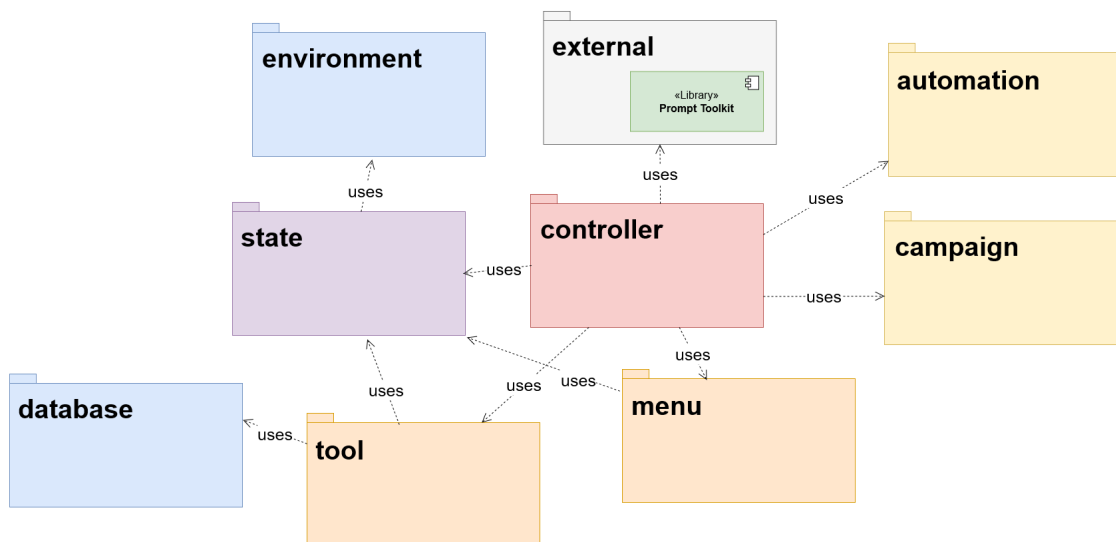 environment
external
«Library»
Prompt Toolkit
automation
uses
uses
uses
state
controller
campaign
uses
uses
uses
uses
uses
uses
database
menu
uses
tool